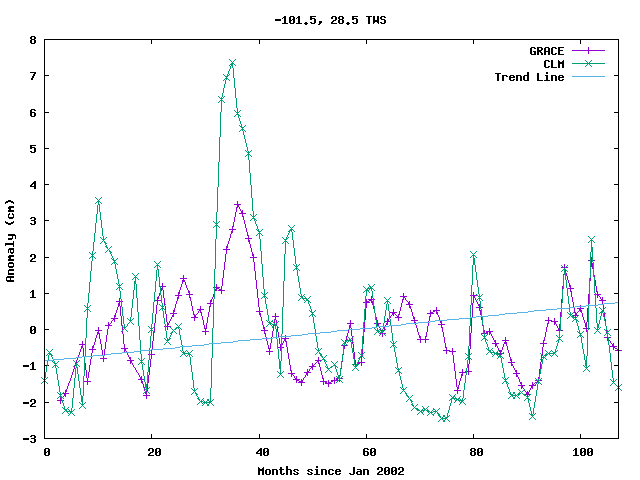 -101.5, 28.5 TWS
GRACE
CLM
Trend Line
8
7
6
5
4
3
2
1
0
-1
-2
-3
Anomaly (cm)
0 20 40 60 80 100
Months since Jan 2002